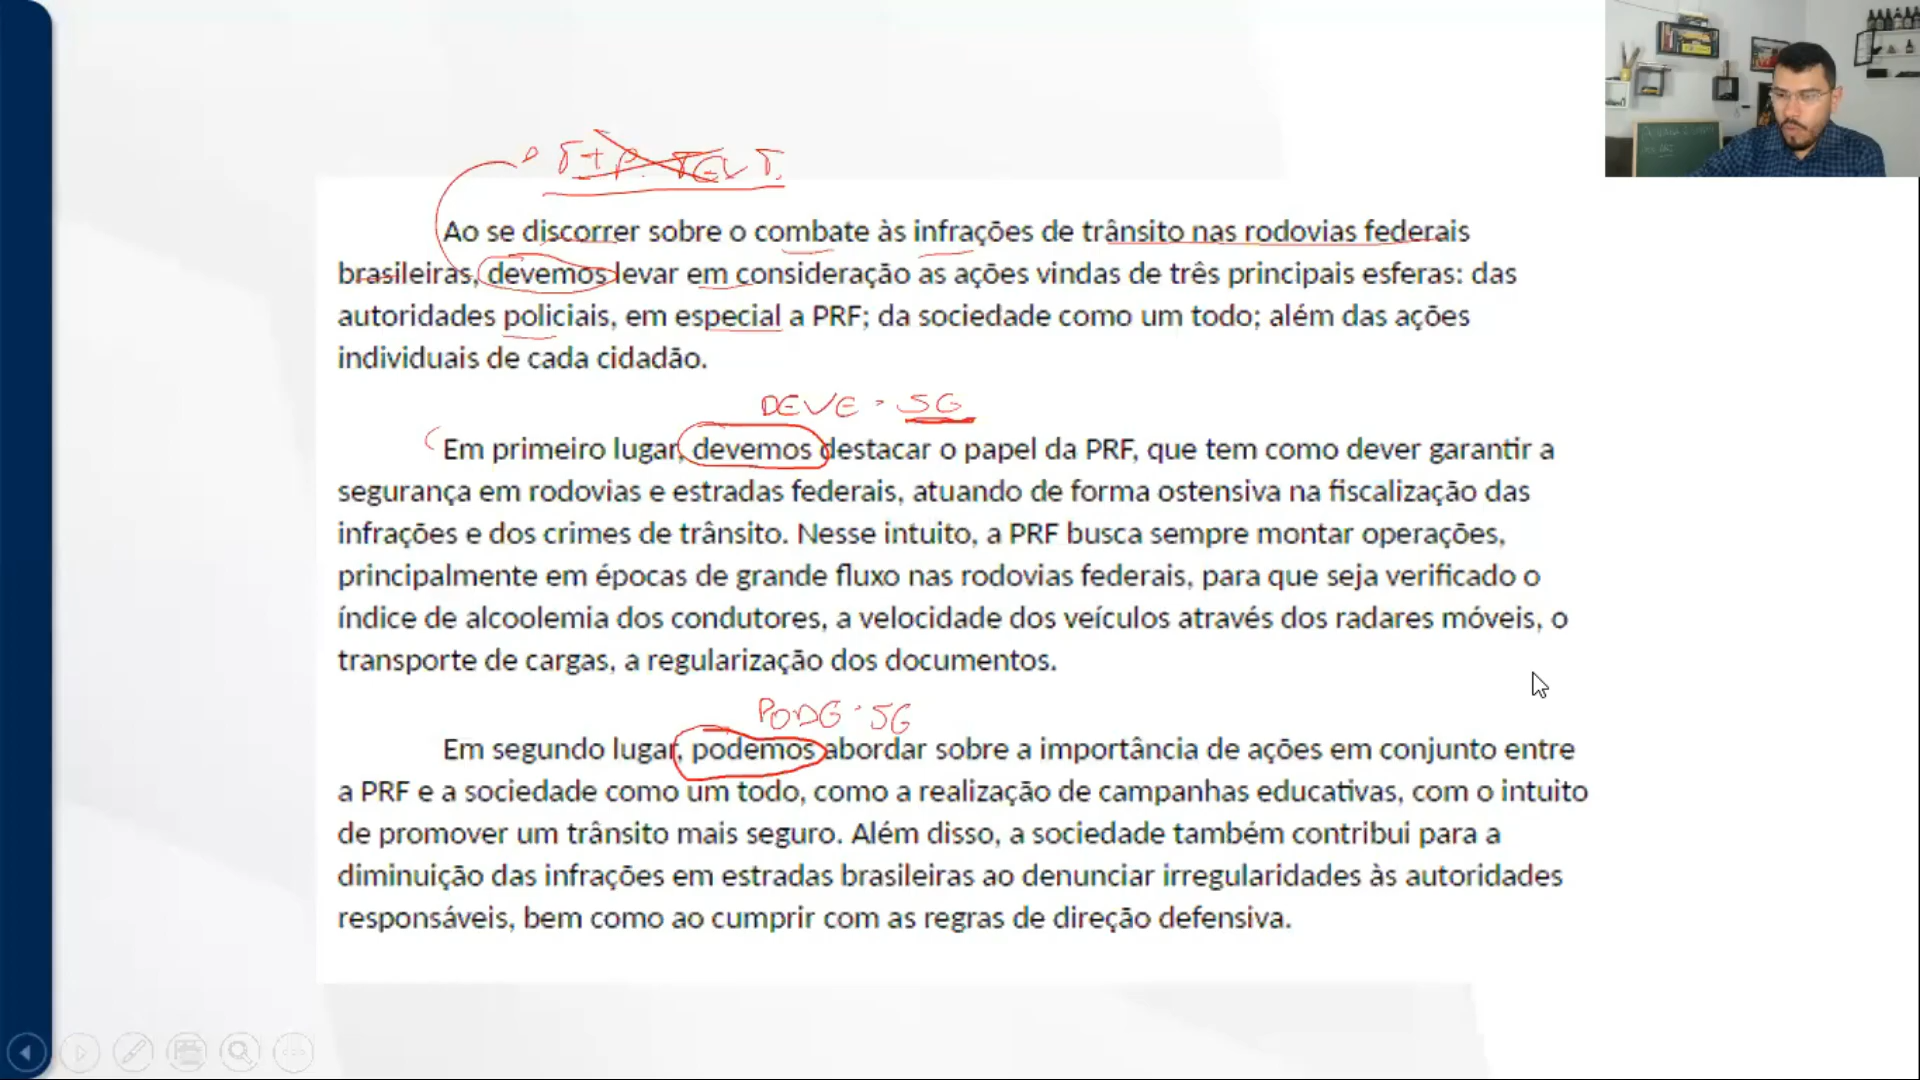 Ao se discorrer sobre o combate às infrações de trânsito nas rodovias federais
brasileiras, devemos levar em consideração as ações vindas de três principais esferas: das
autoridades policiais, em especial a PRF; da sociedade como um todo; além das ações
individuais de cada cidadão.
DEVE - SG
Em primeiro lugar, devemos destacar o papel da PRF, que tem como dever garantir a
segurança em rodovias e estradas federais, atuando de forma ostensiva na fiscalização das
infrações e dos crimes de trânsito. Nesse intuito, a PRF busca sempre montar operações,
principalmente em épocas de grande fluxo nas rodovias federais, para que seja verificado o
índice de alcoolemia dos condutores, a velocidade dos veículos através dos radares móveis, o
transporte de cargas, a regularização dos documentos.
PODE - SG
Em segundo lugar, podemos abordar sobre a importância de ações em conjunto entre
a PRF e a sociedade como um todo, como a realização de campanhas educativas, com o intuito
de promover um trânsito mais seguro. Além disso, a sociedade também contribui para a
diminuição das infrações em estradas brasileiras ao denunciar irregularidades às autoridades
responsáveis, bem como ao cumprir com as regras de direção defensiva.